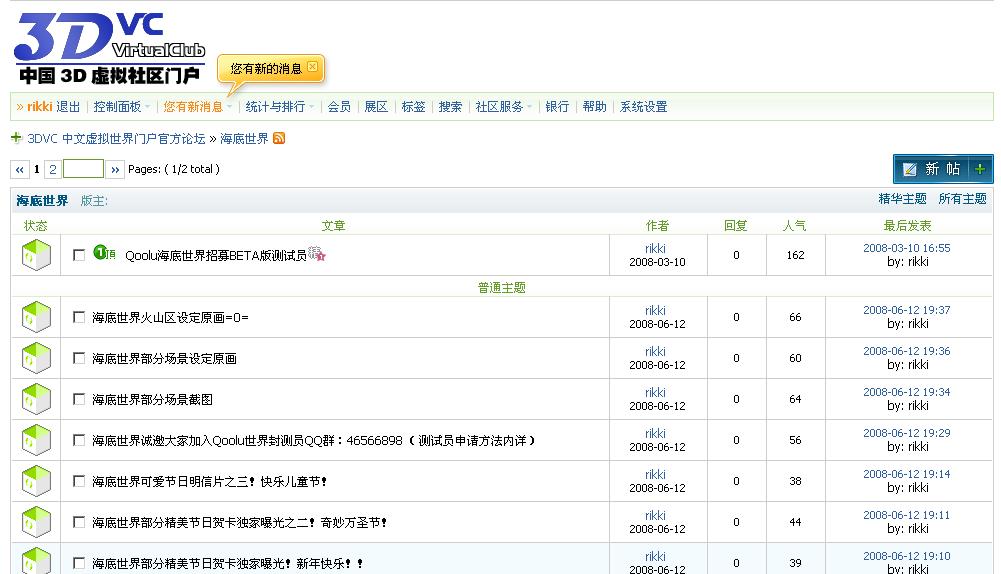 3DVC
VirtualClub
中国 3D 虚拟社区门户
您有新的消息
» rikki 退出 | 控制面板 | 您有新消息 | 统计与排行 | 会员 | 展区 | 标签 | 搜索 | 社区服务 | 银行 | 帮助 | 系统设置
3DVC 中文虚拟世界门户官方论坛 » 海底世界
« 1 2 » Pages: ( 1/2 total )
新 帖
海底世界 版主: 精华主题 所有主题
状态 文章 作者 回复 人气 最后发表
1顶 Qoolu海底世界招募BETA版测试员精 rikki 0 162 2008-03-10 16:55
2008-03-10 by: rikki
普通主题
海底世界火山区设定原画=0= rikki 0 66 2008-06-12 19:37
2008-06-12 by: rikki
海底世界部分场景设定原画 rikki 0 60 2008-06-12 19:36
2008-06-12 by: rikki
海底世界部分场景截图 rikki 0 64 2008-06-12 19:34
2008-06-12 by: rikki
海底世界诚邀大家加入Qoolu世界封测员QQ群：46566898（测试员申请方法内详） rikki 0 56 2008-06-12 19:29
2008-06-12 by: rikki
海底世界可爱节日明信片之三！快乐儿童节！ rikki 0 38 2008-06-12 19:14
2008-06-12 by: rikki
海底世界部分精美节日贺卡独家曝光之二！奇妙万圣节！ rikki 0 44 2008-06-12 19:11
2008-06-12 by: rikki
海底世界部分精美节日贺卡独家曝光！新年快乐！！ rikki 0 39 2008-06-12 19:10
2008-06-12 by: rikki